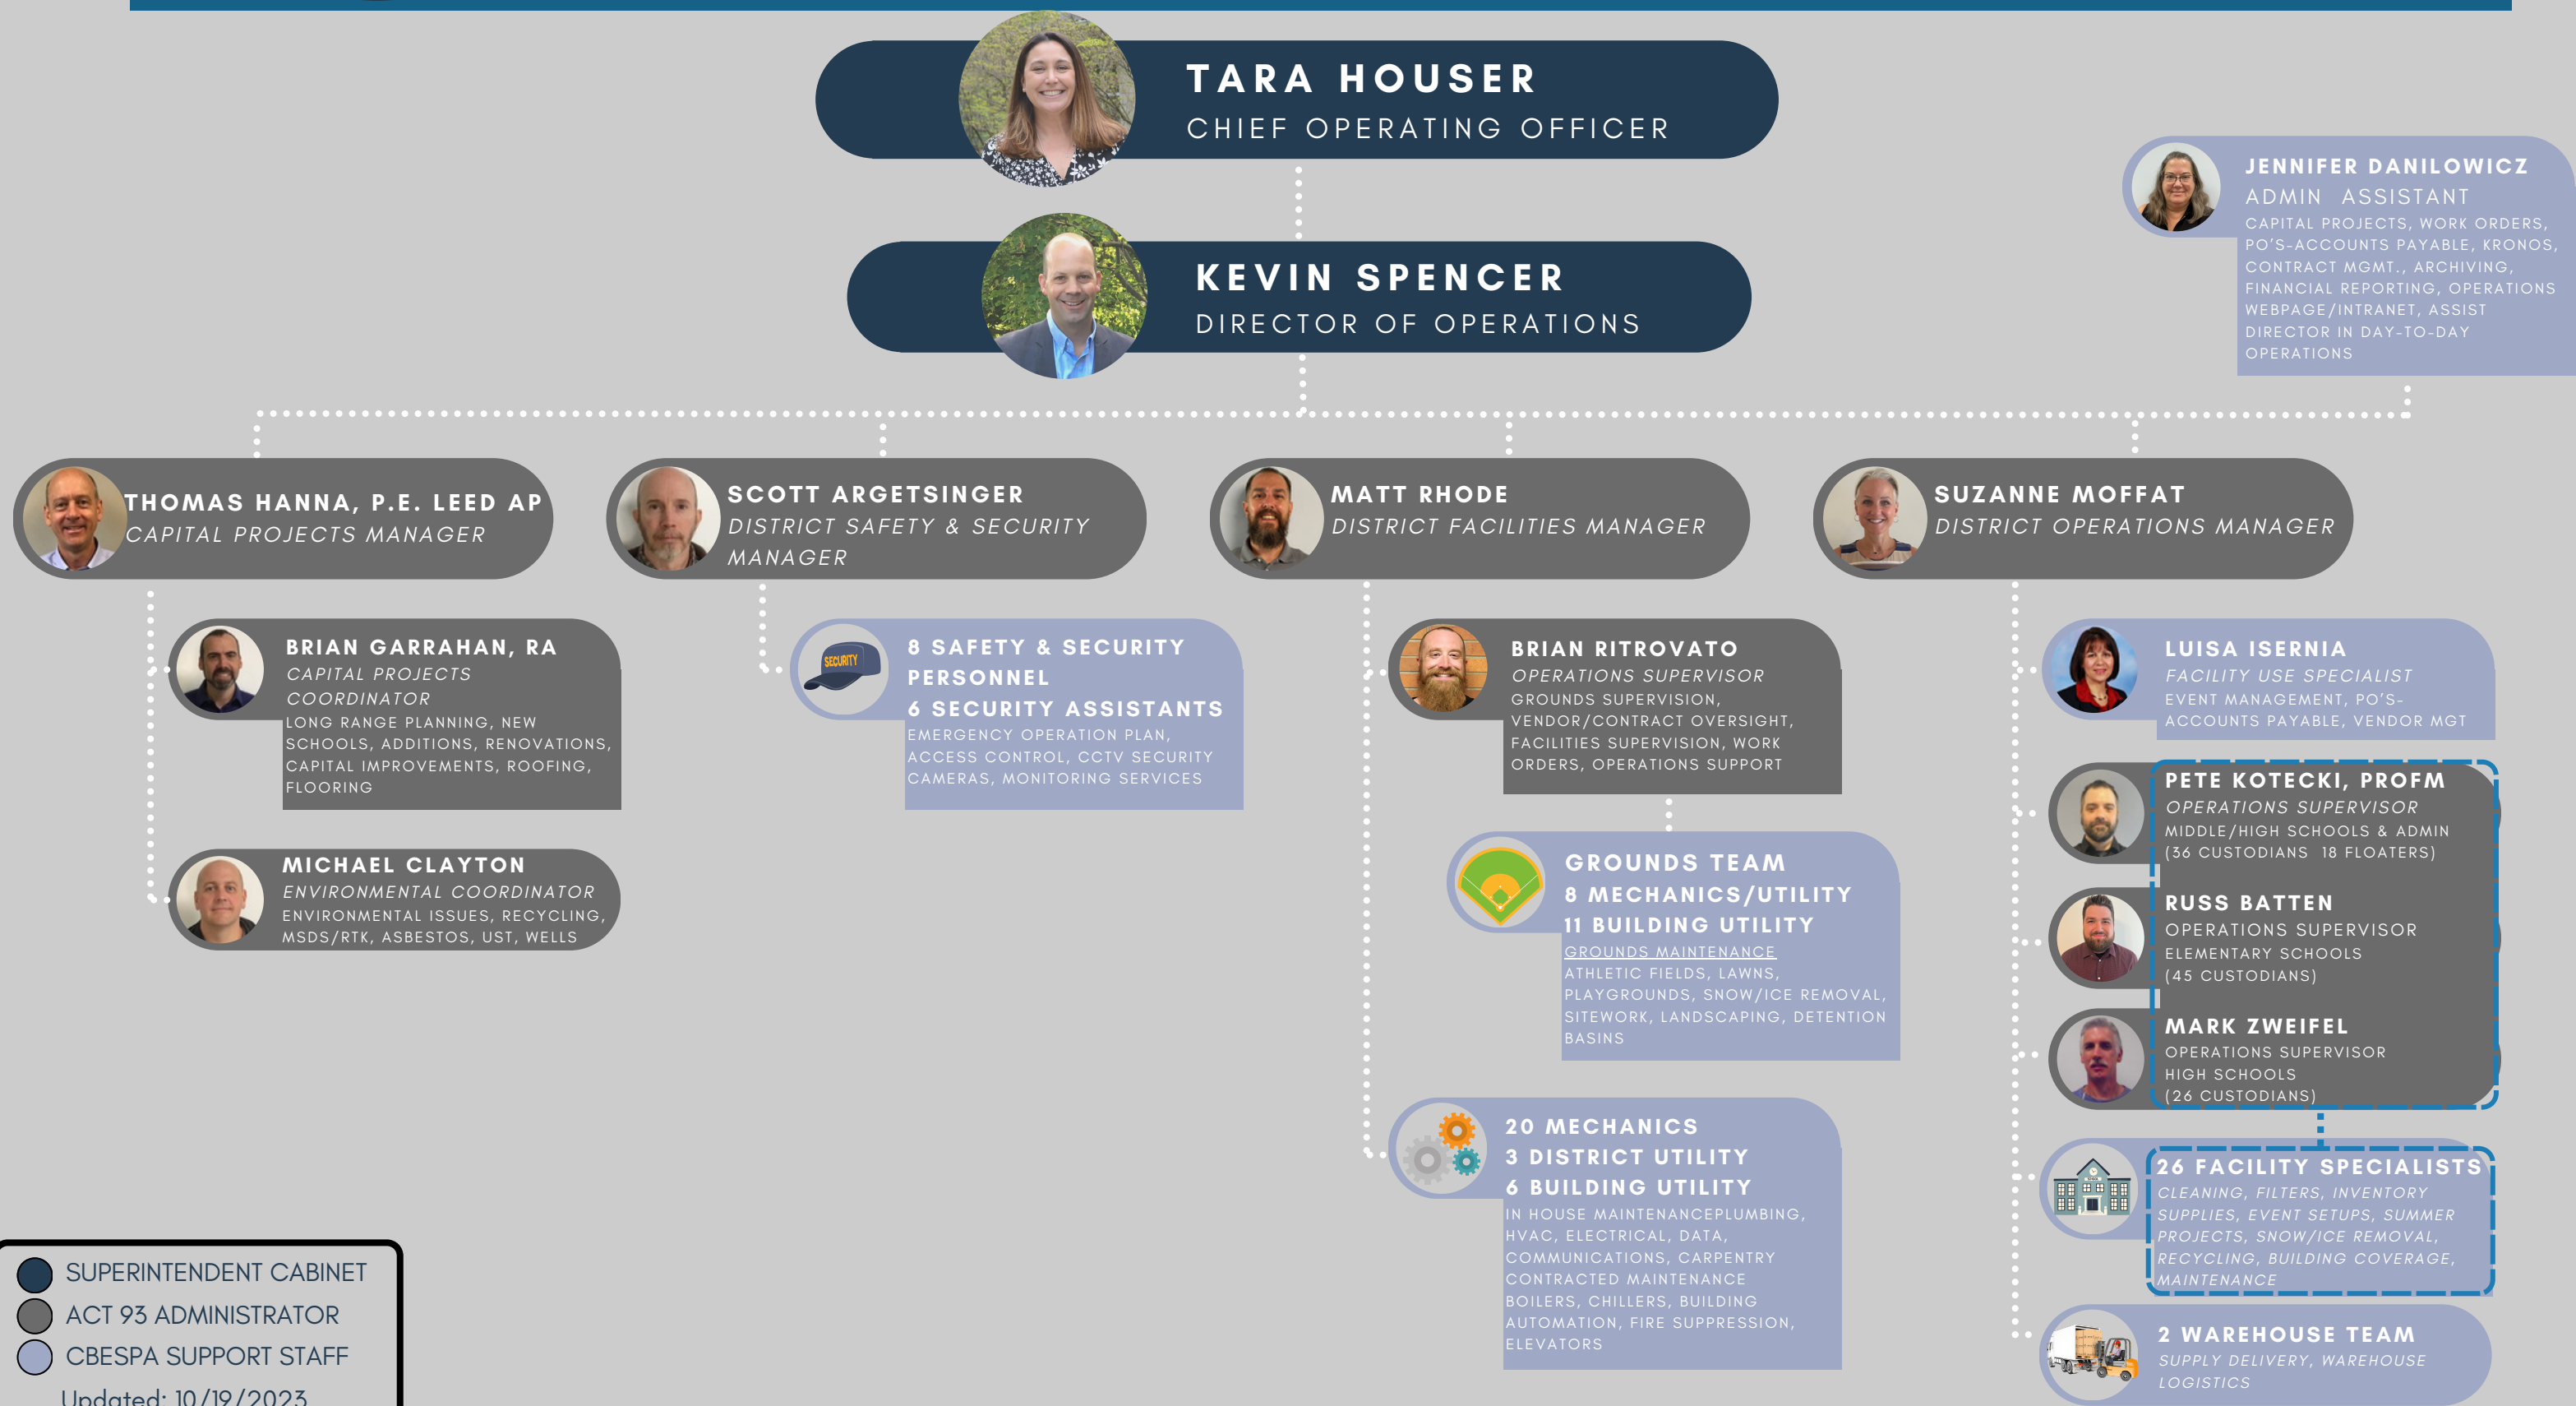 TARA HOUSER
CHIEF OPERATING OFFICER
KEVIN SPENCER
DIRECTOR OF OPERATIONS
JENNIFER DANILOWICZ
ADMIN ASSISTANT
CAPITAL PROJECTS, WORK ORDERS,
PO'S-ACCOUNTS PAYABLE, KRONOS,
CONTRACT MGMT., ARCHIVING,
FINANCIAL REPORTING, OPERATIONS
WEBPAGE/INTRANET, ASSIST
DIRECTOR IN DAY-TO-DAY
OPERATIONS
THOMAS HANNA, P.E. LEED AP
CAPITAL PROJECTS MANAGER
BRIAN GARRAHAN, RA
CAPITAL PROJECTS
COORDINATOR
LONG RANGE PLANNING, NEW
SCHOOLS, ADDITIONS, RENOVATIONS,
CAPITAL IMPROVEMENTS, ROOFING,
FLOORING
MICHAEL CLAYTON
ENVIRONMENTAL COORDINATOR
ENVIRONMENTAL ISSUES, RECYCLING,
MSDS/RTK, ASBESTOS, UST, WELLS
SCOTT ARGETSINGER
DISTRICT SAFETY & SECURITY
MANAGER
SECURITY
8 SAFETY & SECURITY
PERSONNEL
6 SECURITY ASSISTANTS
EMERGENCY OPERATION PLAN,
ACCESS CONTROL, CCTV SECURITY
CAMERAS, MONITORING SERVICES
MATT RHODE
DISTRICT FACILITIES MANAGER
BRIAN RITROVATO
OPERATIONS SUPERVISOR
GROUNDS SUPERVISION,
VENDOR/CONTRACT OVERSIGHT,
FACILITIES SUPERVISION, WORK
ORDERS, OPERATIONS SUPPORT
GROUNDS TEAM
8 MECHANICS/UTILITY
11 BUILDING UTILITY
GROUNDS MAINTENANCE
ATHLETIC FIELDS, LAWNS,
PLAYGROUNDS, SNOW/ICE REMOVAL,
SITEWORK, LANDSCAPING, DETENTION
BASINS
20 MECHANICS
3 DISTRICT UTILITY
6 BUILDING UTILITY
IN HOUSE MAINTENANCEPLUMBING,
HVAC, ELECTRICAL, DATA,
COMMUNICATIONS, CARPENTRY
CONTRACTED MAINTENANCE
BOILERS, CHILLERS, BUILDING
AUTOMATION, FIRE SUPPRESSION,
ELEVATORS
SUZANNE MOFFAT
DISTRICT OPERATIONS MANAGER
LUISA ISERNIA
FACILITY USE SPECIALIST
EVENT MANAGEMENT, PO'S-
ACCOUNTS PAYABLE, VENDOR MGT
PETE KOTECKI, PROFM
OPERATIONS SUPERVISOR
MIDDLE/HIGH SCHOOLS & ADMIN
(36 CUSTODIANS 18 FLOATERS)
RUSS BATTEN
OPERATIONS SUPERVISOR
ELEMENTARY SCHOOLS
(45 CUSTODIANS)
MARK ZWEIFEL
OPERATIONS SUPERVISOR
HIGH SCHOOLS
(26 CUSTODIANS)
26 FACILITY SPECIALISTS
CLEANING, FILTERS, INVENTORY
SUPPLIES, EVENT SETUPS, SUMMER
PROJECTS, SNOW/ICE REMOVAL,
RECYCLING, BUILDING COVERAGE,
MAINTENANCE
2 WAREHOUSE TEAM
SUPPLY DELIVERY, WAREHOUSE
LOGISTICS
SUPERINTENDENT CABINET
ACT 93 ADMINISTRATOR
CBESPA SUPPORT STAFF
Updated: 10/19/2023